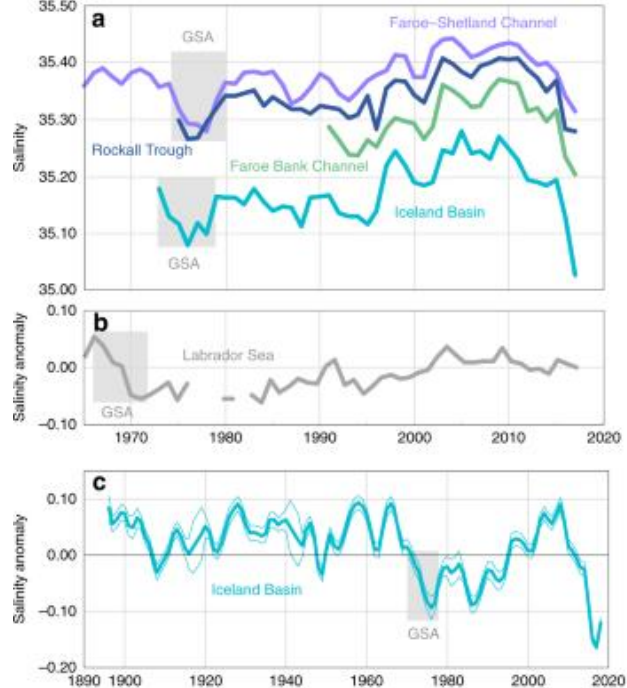 a
35.50
35.40
35.30
35.20
35.10
35.00
Salinity
GSA
Faroe–Shetland Channel
Rockall Trough
Faroe Bank Channel
Iceland Basin
GSA
b
0.10
0.00
−0.10
Salinity anomaly
Labrador Sea
GSA
1970 1980 1990 2000 2010 2020
c
0.10
0.00
−0.10
−0.20
Salinity anomaly
Iceland Basin
GSA
1890 1900 1920 1940 1960 1980 2000 2020